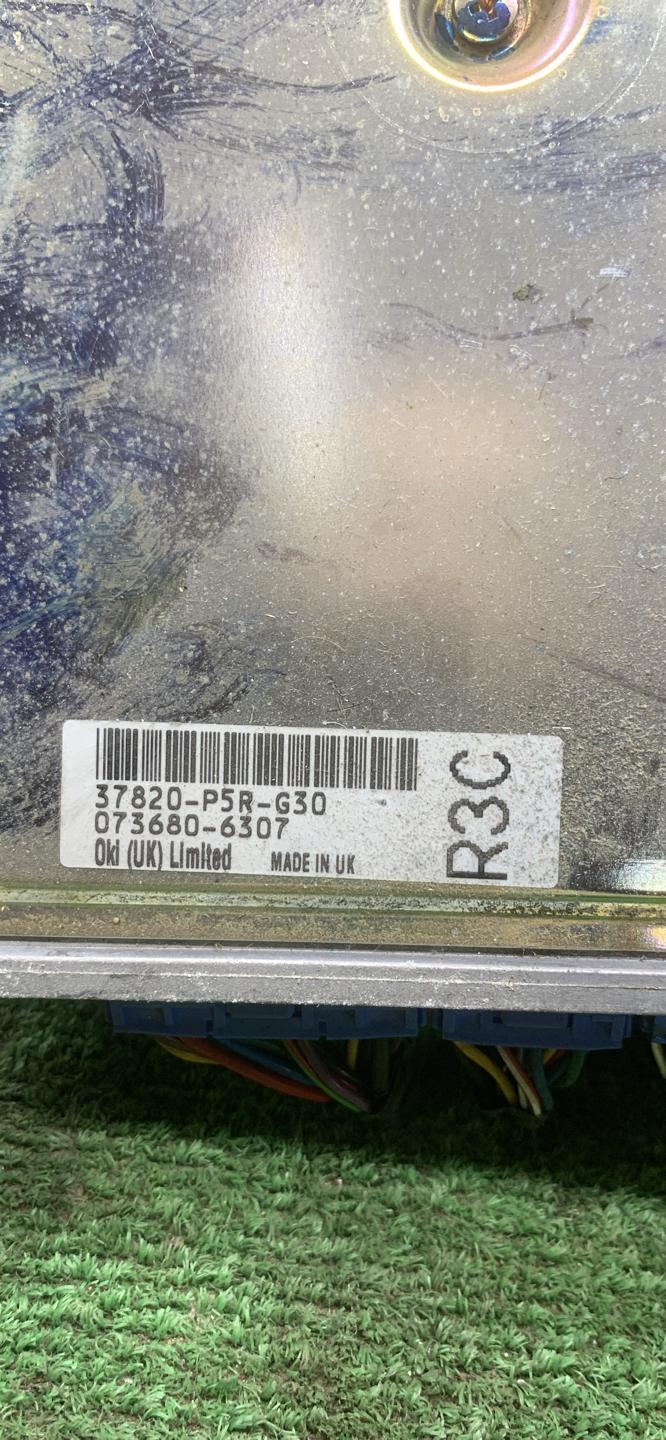 37820-P5R-G30
073680-6307
Oki (UK) Limited MADE IN UK
R3C